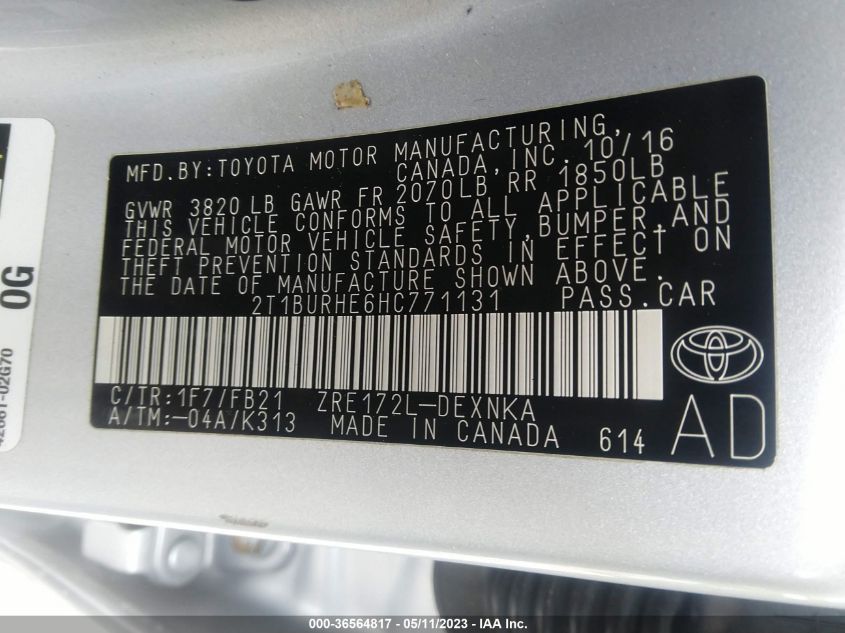 MFD.BY:TOYOTA MOTOR MANUFACTURING,
CANADA,INC. 10/16
GVWR 3820 LB GAWR FR 2070LB RR 1850LB
THIS VEHICLE CONFORMS TO ALL APPLICABLE
FEDERAL MOTOR VEHICLE SAFETY,BUMPER,AND
THEFT PREVENTION STANDARDS IN EFFECT ON
THE DATE OF MANUFACTURE SHOWN ABOVE.
2T1BURHE6HC771131 PASS.CAR
C/TR:1F7/FB21 ZRE172L-DEXNKA
A/TM:-04A/K313 MADE IN CANADA 614
AD
0G
42661-02G70
000-36564817 - 05/11/2023 - IAA Inc.